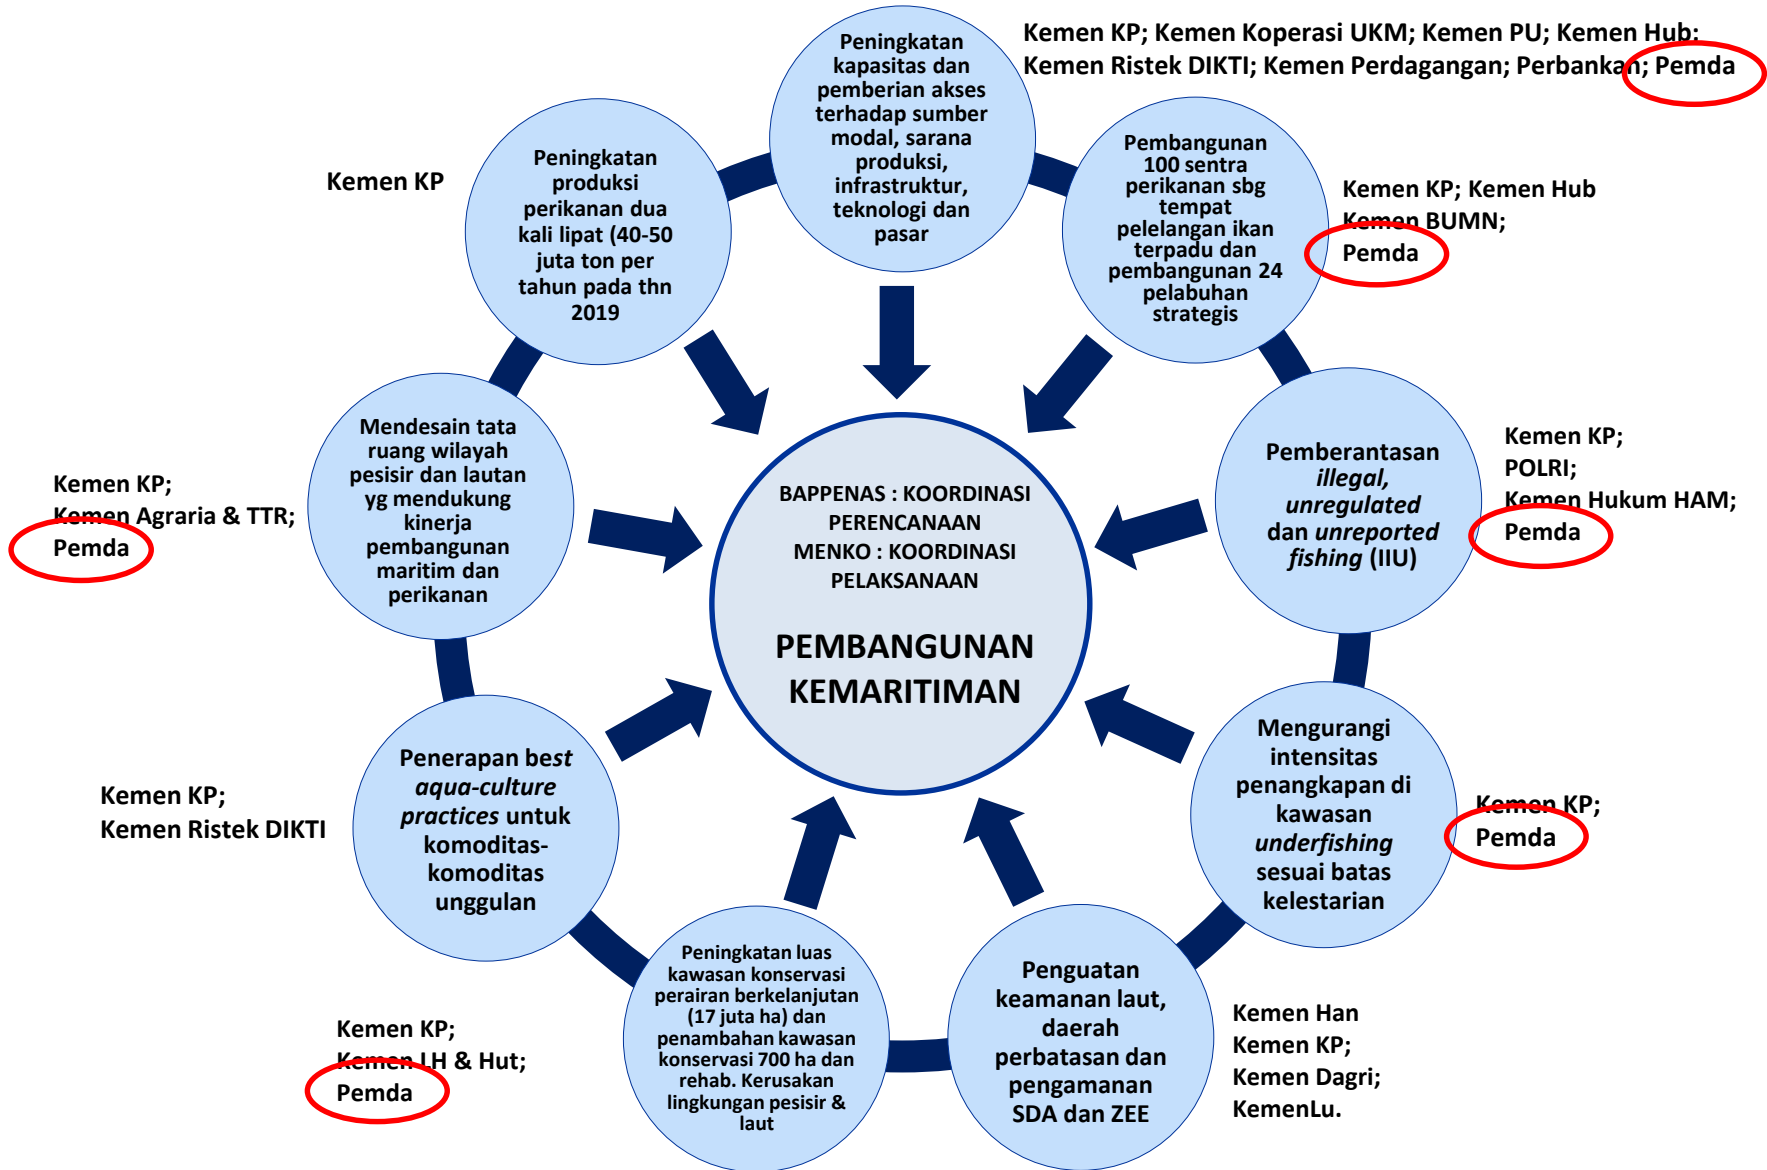 Peningkatan
kapasitas dan
pemberian akses
terhadap sumber
modal, sarana
produksi,
infrastruktur,
teknologi dan
pasar
Kemen KP; Kemen Koperasi UKM; Kemen PU; Kemen Hub;
Kemen Ristek DIKTI; Kemen Perdagangan; Perbankan; Pemda
Pembangunan
100 sentra
perikanan sbg
tempat
pelelangan ikan
terpadu dan
pembangunan 24
pelabuhan
strategis
Kemen KP; Kemen Hub
Kemen BUMN;
Pemda
Pemberantasan
illegal,
unregulated
dan unreported
fishing (IIU)
Kemen KP;
POLRI;
Kemen Hukum HAM;
Pemda
Mengurangi
intensitas
penangkapan di
kawasan
underfishing
sesuai batas
kelestarian
Kemen KP;
Pemda
Penguatan
keamanan laut,
daerah
perbatasan dan
pengamanan
SDA dan ZEE
Kemen Han
Kemen KP;
Kemen Dagri;
KemenLu.
Peningkatan luas
kawasan konservasi
perairan berkelanjutan
(17 juta ha) dan
penambahan kawasan
konservasi 700 ha dan
rehab. Kerusakan
lingkungan pesisir &
laut
Kemen KP;
Kemen LH & Hut;
Pemda
Penerapan best
aqua-culture
practices untuk
komoditas-
komoditas
unggulan
Kemen KP;
Kemen Ristek DIKTI
Mendesain tata
ruang wilayah
pesisir dan lautan
yg mendukung
kinerja
pembangunan
maritim dan
perikanan
Kemen KP;
Kemen Agraria & TTR;
Pemda
Peningkatan
produksi
perikanan dua
kali lipat (40-50
juta ton per
tahun pada thn
2019
Kemen KP
BAPPENAS : KOORDINASI
PERENCANAAN
MENKO : KOORDINASI
PELAKSANAAN
PEMBANGUNAN
KEMARITIMAN